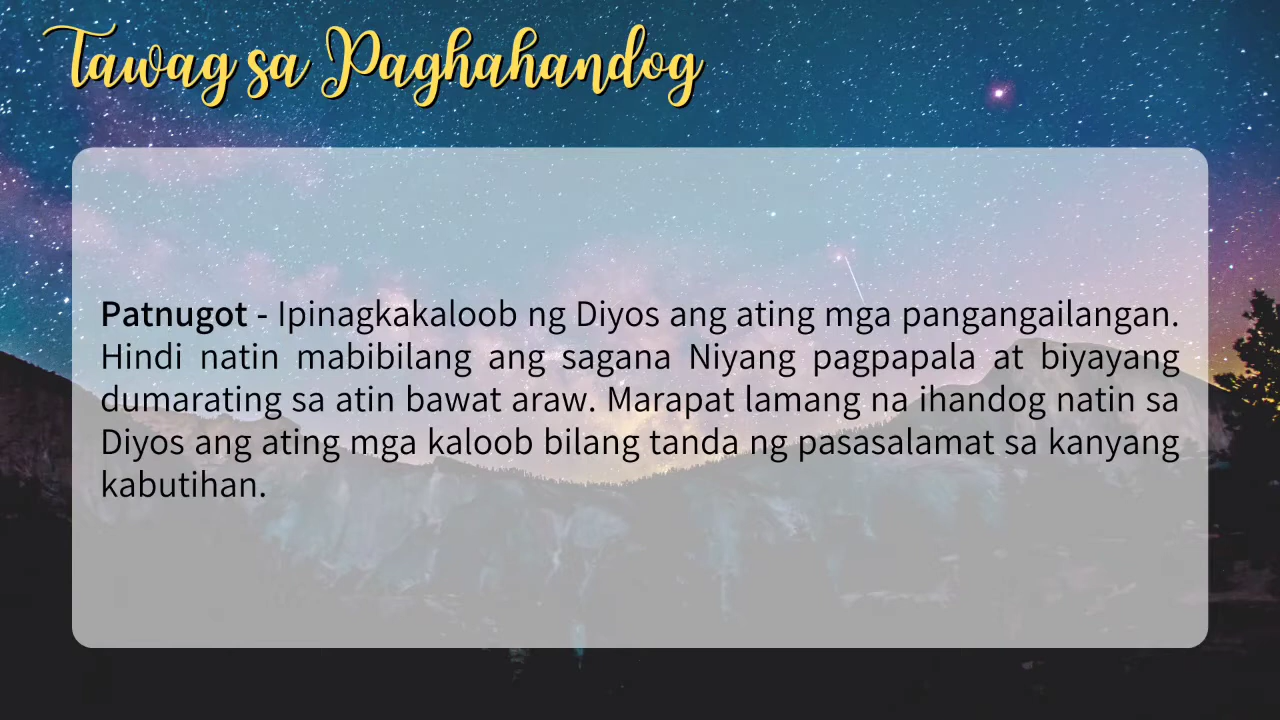 Tawag sa Paghahandog
Patnugot - Ipinagkakaloob ng Diyos ang ating mga pangangailangan.
Hindi natin mabibilang ang sagana Niyang pagpapala at biyayang
dumarating sa atin bawat araw. Marapat lamang na ihandog natin sa
Diyos ang ating mga kaloob bilang tanda ng pasasalamat sa kanyang
kabutihan.